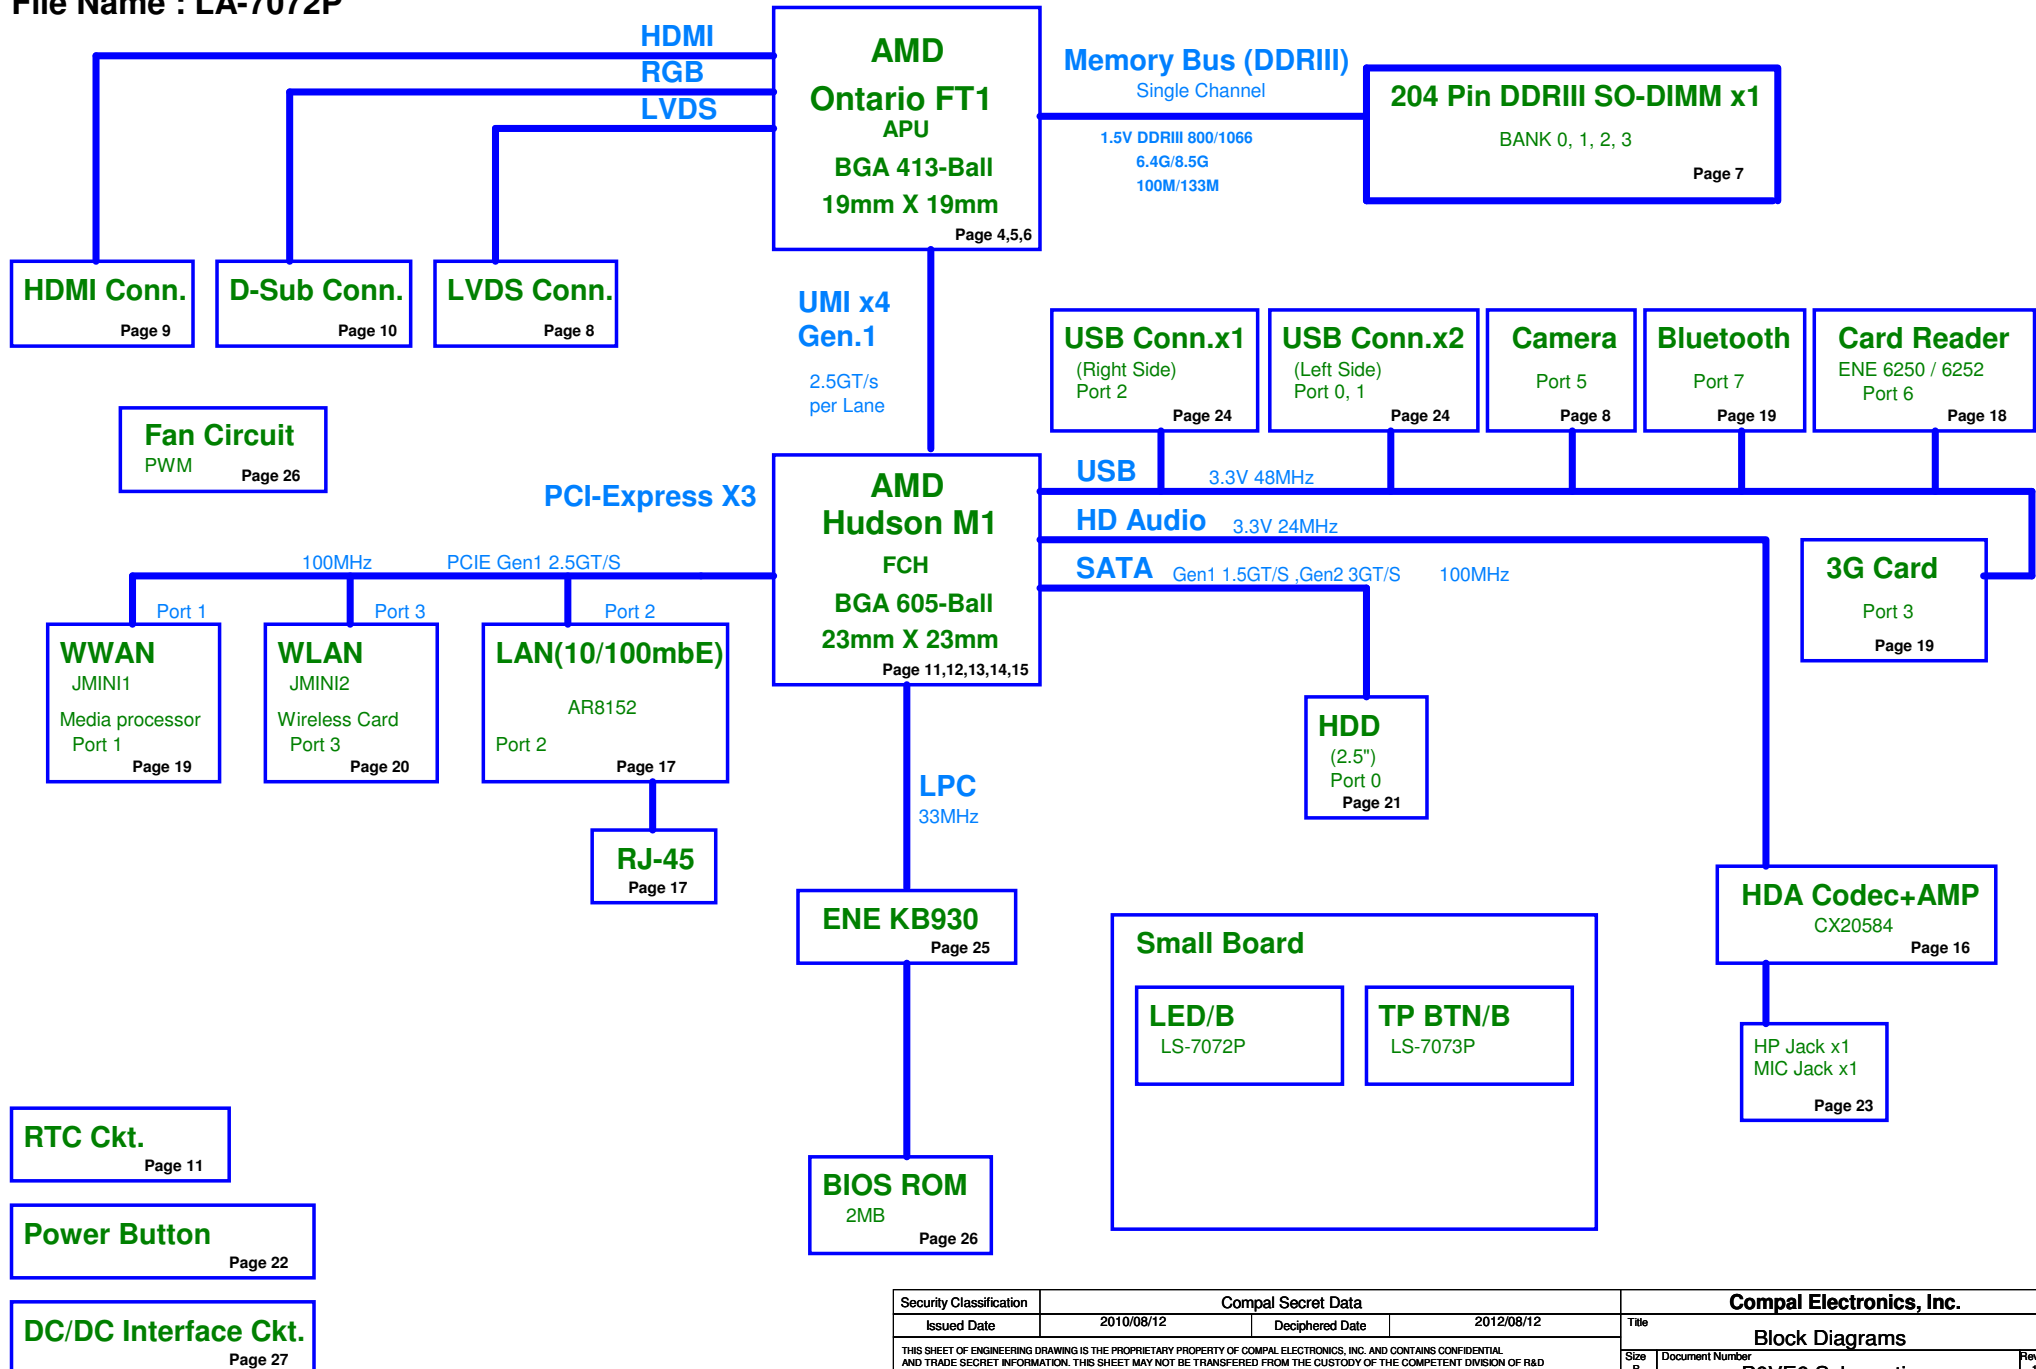 File Name : LA-7072P
HDMI
RGB
LVDS
AMD
Ontario FT1
APU
BGA 413-Ball
19mm X 19mm
Page 4,5,6
Memory Bus (DDRIII)
Single Channel
1.5V DDRIII 800/1066
6.4G/8.5G
100M/133M
204 Pin DDRIII SO-DIMM x1
BANK 0, 1, 2, 3
Page 7
HDMI Conn.
Page 9
D-Sub Conn.
Page 10
LVDS Conn.
Page 8
UMI x4
Gen.1
2.5GT/s
per Lane
USB Conn.x1
(Right Side)
Port 2
Page 24
USB Conn.x2
(Left Side)
Port 0, 1
Page 24
Camera
Port 5
Page 8
Bluetooth
Port 7
Page 19
Card Reader
ENE 6250 / 6252
Port 6
Page 18
Fan Circuit
PWM
Page 26
PCI-Express X3
100MHz
PCIE Gen1 2.5GT/S
AMD
Hudson M1
FCH
BGA 605-Ball
23mm X 23mm
Page 11,12,13,14,15
USB
3.3V 48MHz
HD Audio
3.3V 24MHz
SATA
Gen1 1.5GT/S ,Gen2 3GT/S
100MHz
3G Card
Port 3
Page 19
Port 1
Port 3
Port 2
WWAN
JMINI1
Media processor
Port 1
Page 19
WLAN
JMINI2
Wireless Card
Port 3
Page 20
LAN(10/100mbE)
AR8152
Port 2
Page 17
RJ-45
Page 17
HDD
(2.5")
Port 0
Page 21
LPC
33MHz
ENE KB930
Page 25
HDA Codec+AMP
CX20584
Page 16
Small Board
LED/B
LS-7072P
TP BTN/B
LS-7073P
HP Jack x1
MIC Jack x1
Page 23
RTC Ckt.
Page 11
BIOS ROM
2MB
Page 26
Power Button
Page 22
DC/DC Interface Ckt.
Page 27
Security Classification
Compal Secret Data
Compal Electronics, Inc.
Issued Date
2010/08/12
Deciphered Date
2012/08/12
Title
Block Diagrams
THIS SHEET OF ENGINEERING DRAWING IS THE PROPRIETARY PROPERTY OF COMPAL ELECTRONICS, INC. AND CONTAINS CONFIDENTIAL
AND TRADE SECRET INFORMATION. THIS SHEET MAY NOT BE TRANSFERED FROM THE CUSTODY OF THE COMPETENT DIVISION OF R&D
Size
Document Number
Rev